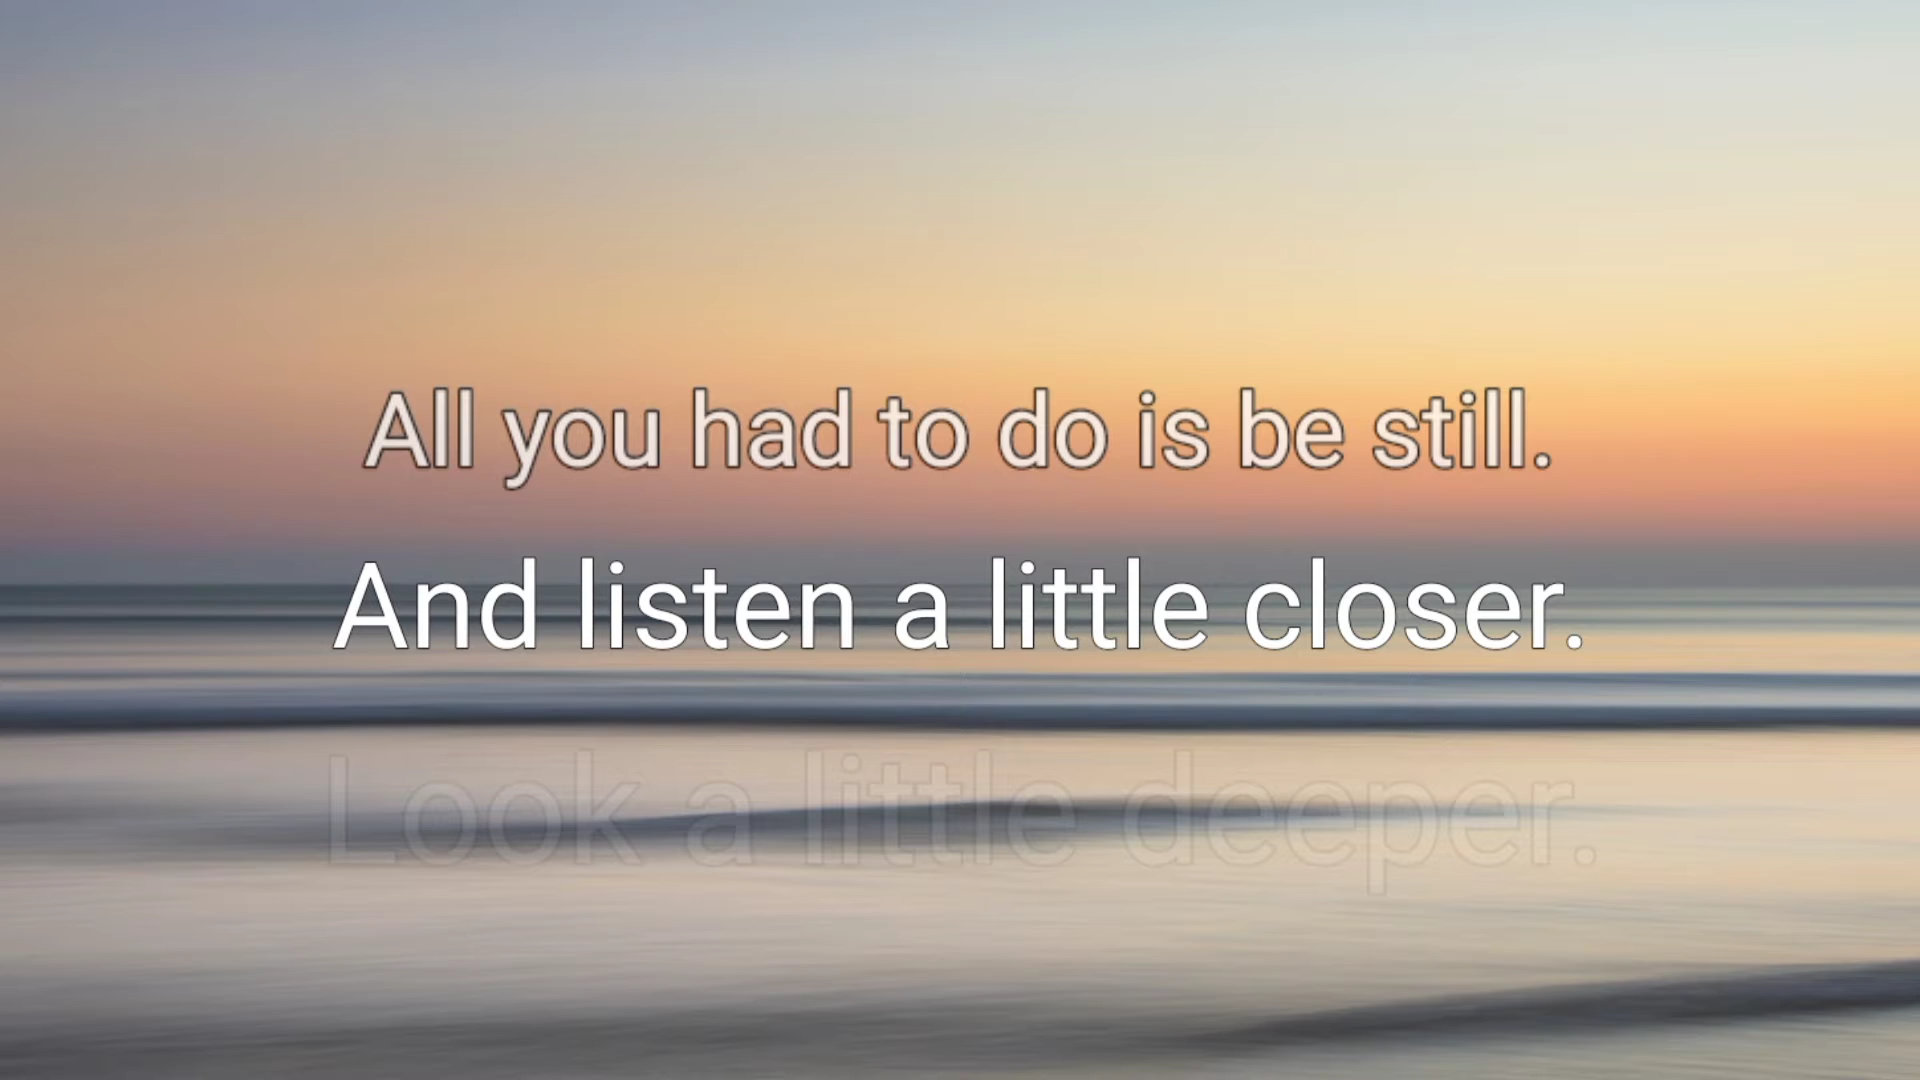 All you had to do is be still.
And listen a little closer.
Look a little deeper.